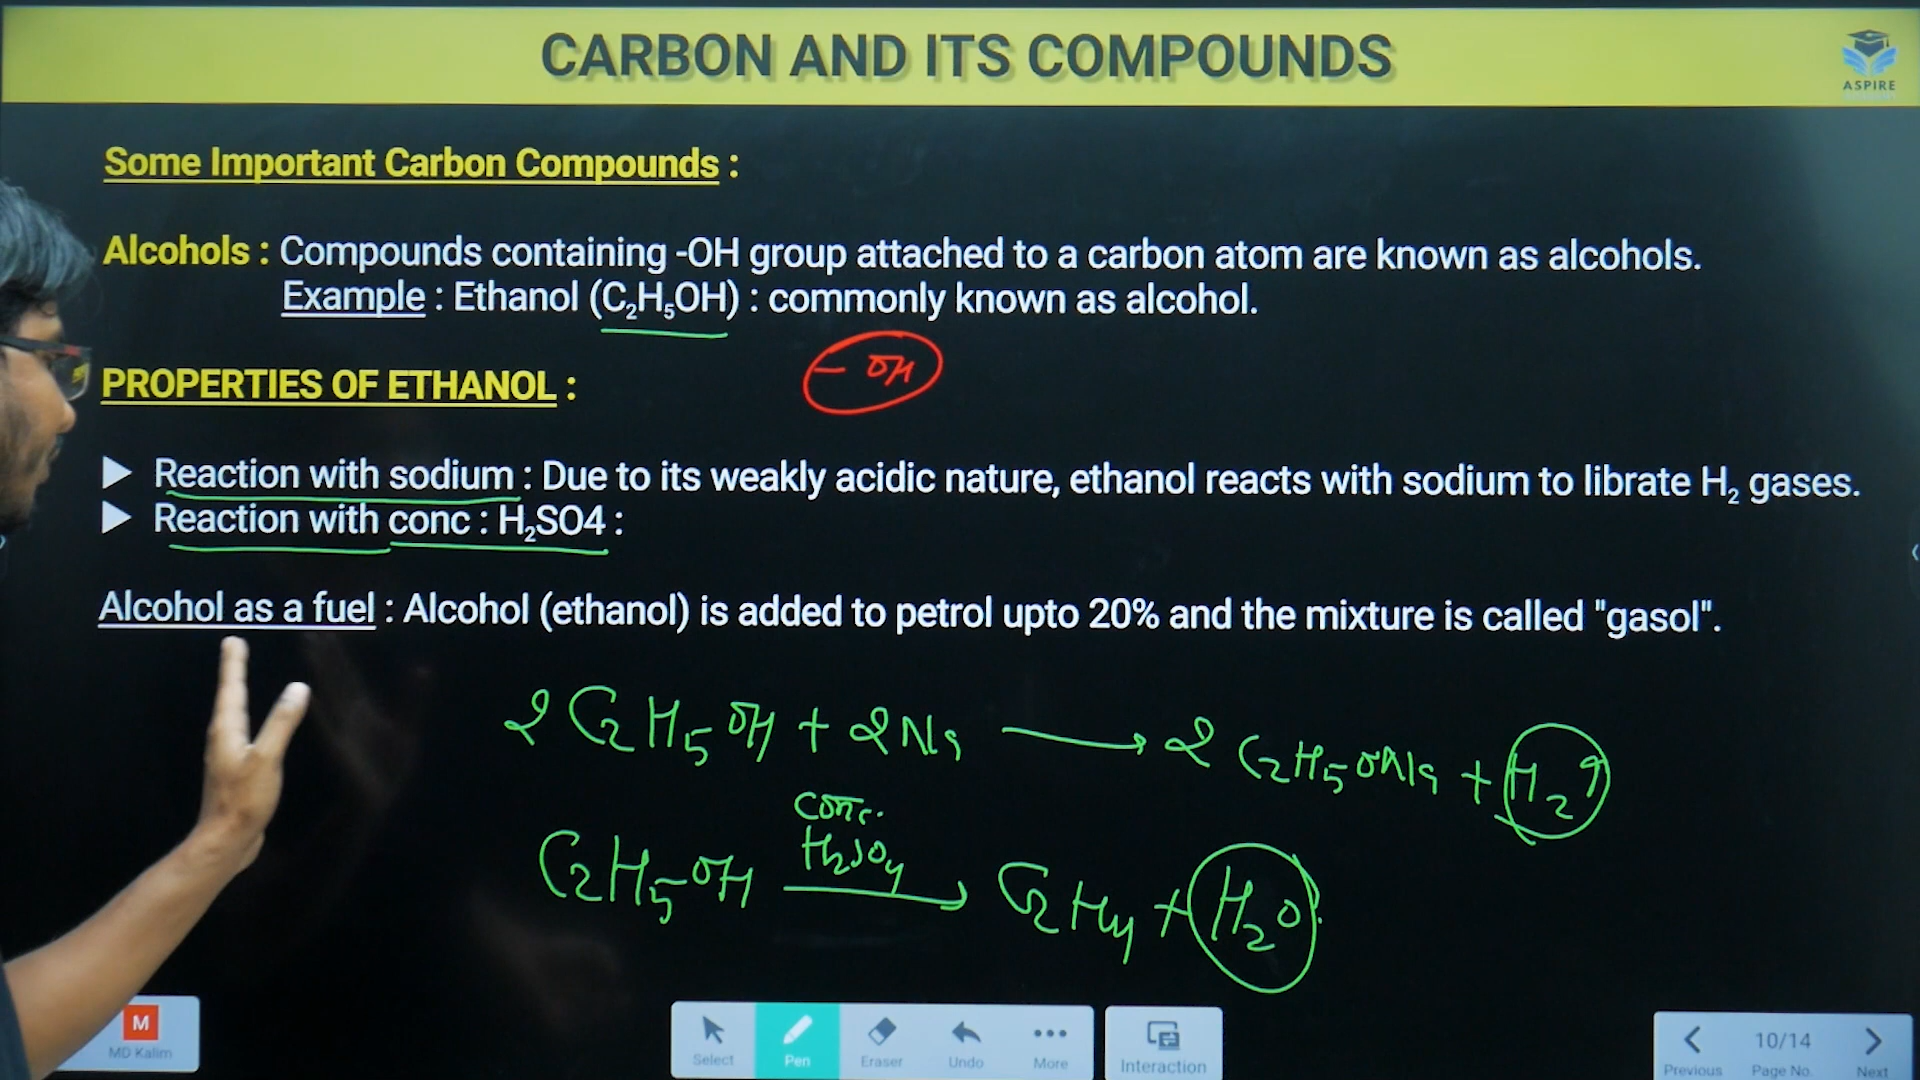 CARBON AND ITS COMPOUNDS
ASPIRE
Some Important Carbon Compounds :
Alcohols : Compounds containing -OH group attached to a carbon atom are known as alcohols.
Example : Ethanol (C₂H₅OH) : commonly known as alcohol.
- OH
PROPERTIES OF ETHANOL :
▶ Reaction with sodium : Due to its weakly acidic nature, ethanol reacts with sodium to librate H₂ gases.
▶ Reaction with conc : H₂SO4 :
Alcohol as a fuel : Alcohol (ethanol) is added to petrol upto 20% and the mixture is called "gasol".
2 C₂H₅OH + 2Na ⟶ 2 C₂H₅ONa + H₂↑
conc.
H₂SO₄
C₂H₅OH ⟶ C₂H₄ + H₂O
M
MD Kalim
Select Pen Eraser Undo More Interaction
10/14
Previous Page No. Next